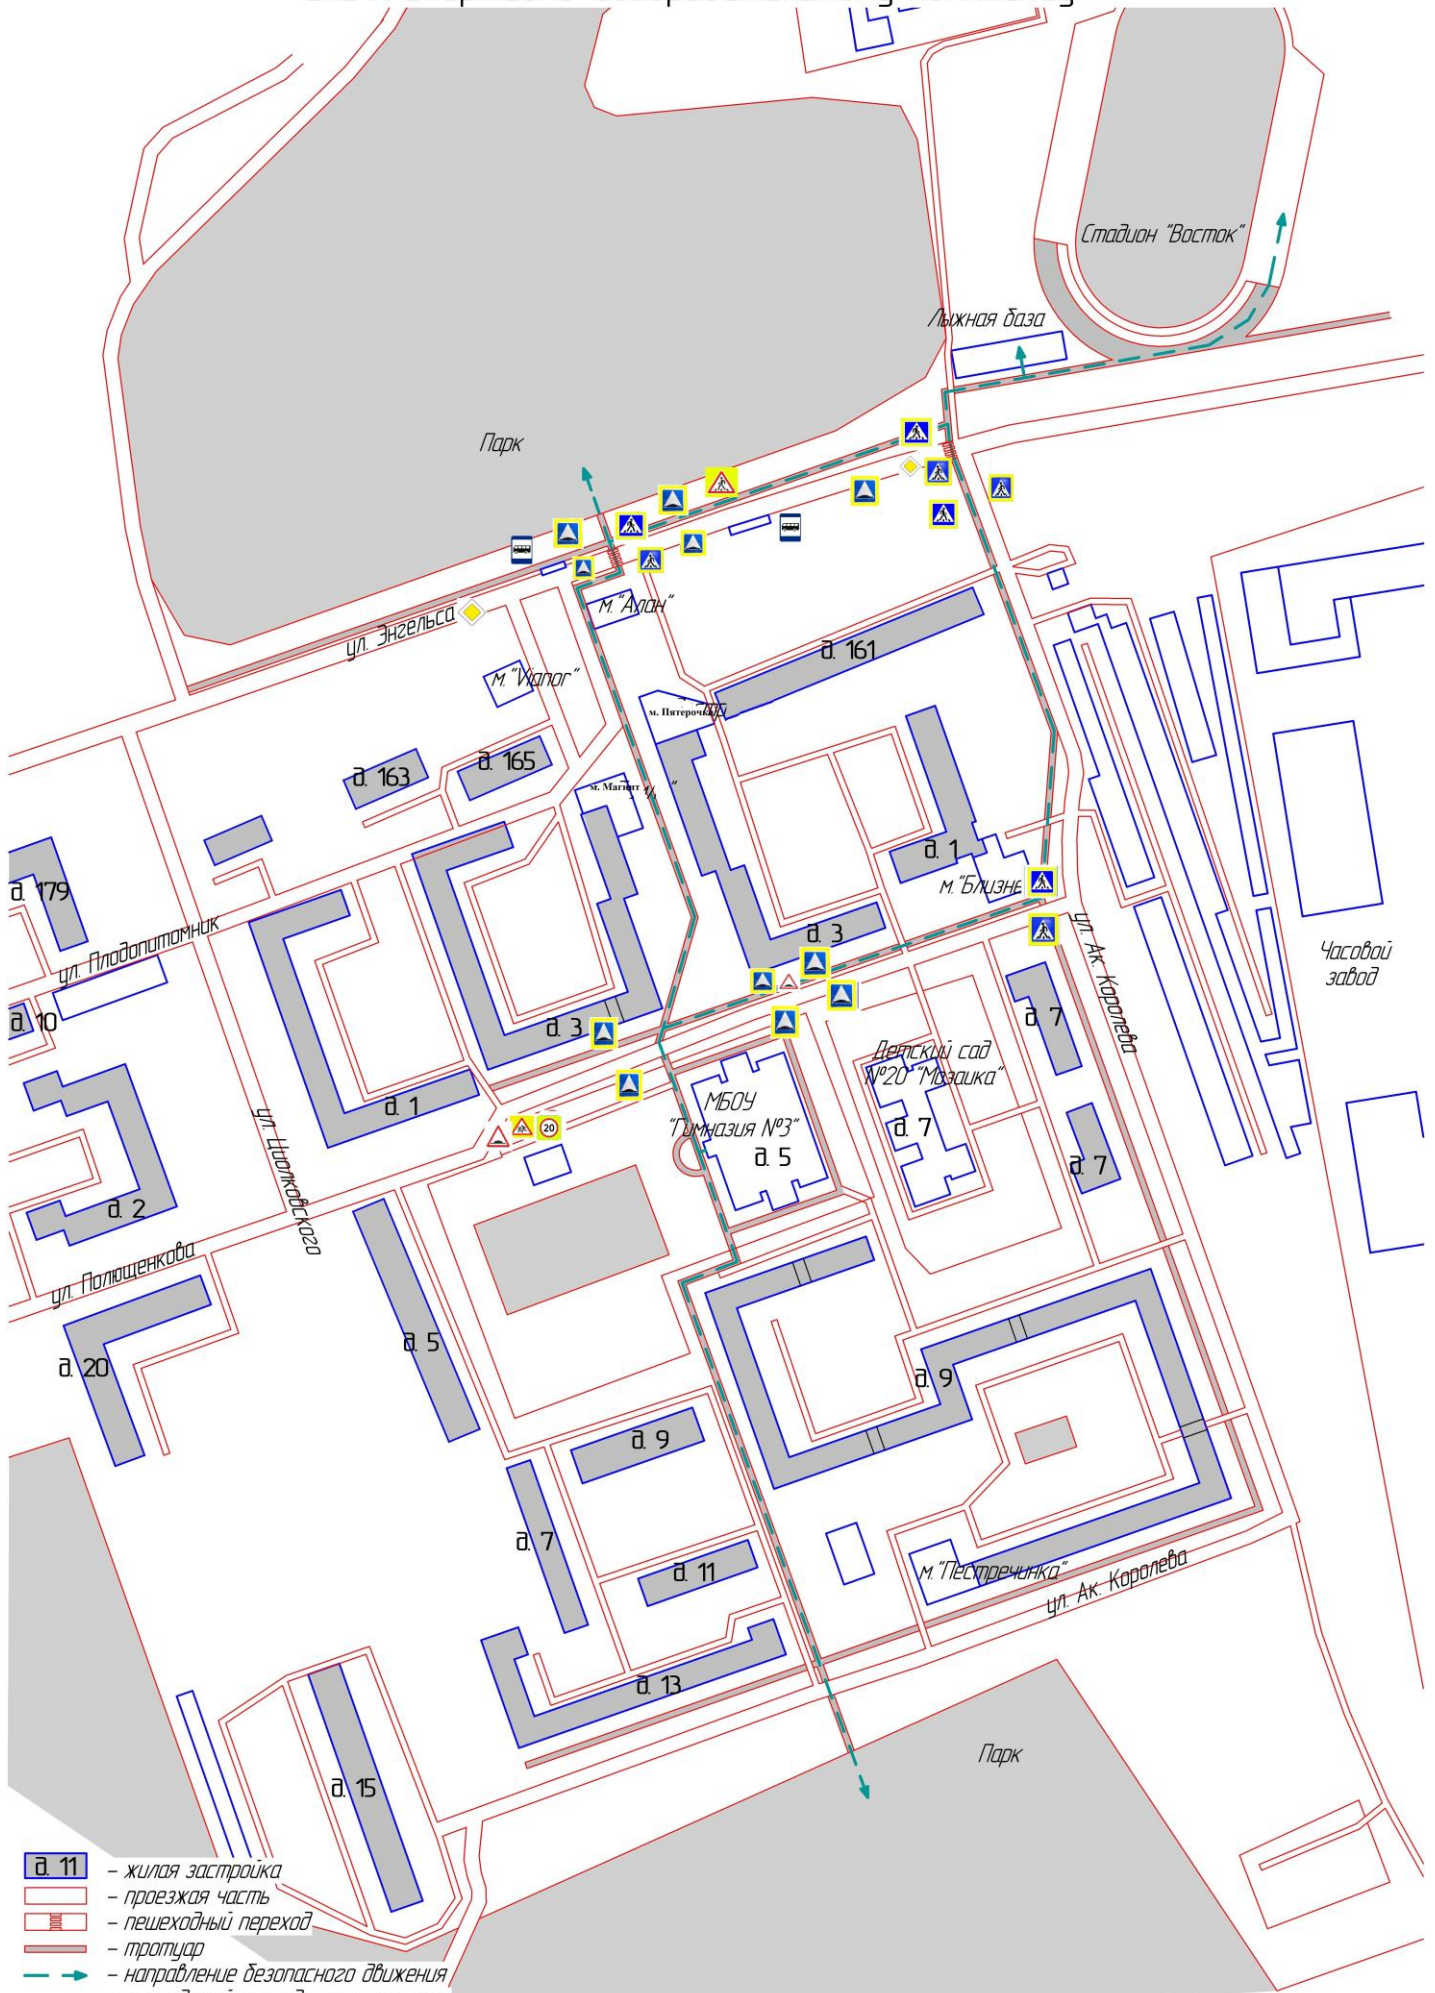 Стадион "Восток"
Лыжная база
Парк
ул. Энгельса
м. "Алан"
д. 161
м. "Vianor"
м. Пятерочка
д. 163
д. 165
м. Магнит
д. 179
д. 1
м. "Близне
ул. Плодопитомник
д. 3
ул. Ак. Королева
Часовой
завод
д. 10
д. 3
д. 7
Детский сад
№20 "Мозаика"
д. 7
МБОУ
"Гимназия №3"
д. 5
20
д. 1
ул. Циолковского
д. 7
д. 2
ул. Полющенкова
д. 20
д. 5
д. 9
д. 9
д. 7
д. 11
м. "Пестречинка"
ул. Ак. Королева
д. 13
Парк
д. 15
д. 11 – жилая застройка
– проезжая часть
– пешеходный переход
– тротуар
– направление безопасного движения